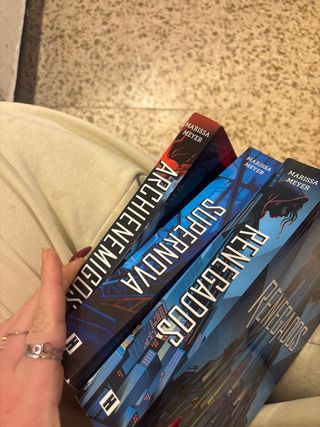 MARISSA
MEYER
ARCHIENEMIGOS
MARISSA
MEYER
SUPERNOVA
MARISSA
MEYER
RENEGADOS
RENEGADOS